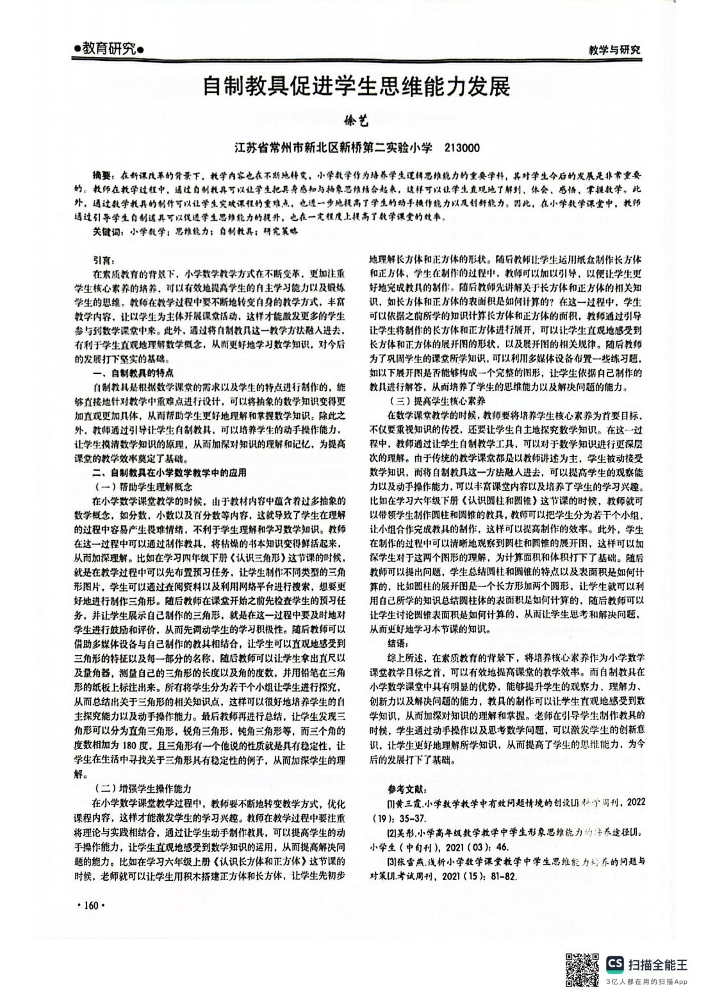 ●教育研究●
教学与研究
自制教具促进学生思维能力发展
徐艺
江苏省常州市新北区新桥第二实验小学 213000
摘要：在新课改革的背景下，教学内容也在不断地转变，小学数学作为培养学生逻辑思维能力的重要学科，其对学生今后的发展是非常重要
的。教师在教学过程中，通过自制教具可以让学生把具身感知与抽象思维结合起来，这样可以让学生直观地了解到、体会、感悟、掌握数学。此
外，通过数学教具的制作可以让学生突破课程的重难点，也进一步地提高了学生的动手操作能力以及创新能力。因此，在小学数学课堂中，教师
通过引导学生自制道具可以促进学生思维能力的提升，也在一定程度上提高了数学课堂的效率。
关键词：小学数学；思维能力；自制教具；研究策略
引言：
在素质教育的背景下，小学数学教学方式在不断变革，更加注重
学生核心素养的培养，可以有效地提高学生的自主学习能力以及锻炼
学生的思维。教师在教学过程中要不断地转变自身的教学方式，丰富
教学内容，让以学生为主体开展课堂活动，这样才能激发更多的学生
参与到数学课堂中来。此外，通过将自制教具这一教学方法融入进去，
有利于学生直观地理解数学概念，从而更好地学习数学知识，对今后
的发展打下坚实的基础。
一、自制教具的特点
自制教具是根据数学课堂的需求以及学生的特点进行制作的，能
够直接地针对教学中重难点进行设计，可以将抽象的数学知识变得更
加直观更加具体，从而帮助学生更好地理解和掌握数学知识。除此之
外，教师通过引导让学生自制教具，可以培养学生的动手操作能力，
让学生摸清数学知识的原理，从而加深对知识的理解和记忆，为提高
课堂的教学效率奠定了基础。
二、自制教具在小学数学教学中的应用
（一）帮助学生理解概念
在小学数学课堂教学的时候，由于教材内容中蕴含着过多抽象的
数学概念，如分数，小数以及百分数等内容，这就导致了学生在理解
的过程中容易产生畏难情绪，不利于学生理解和学习数学知识。教师
在这一过程中可以通过制作教具，将枯燥的书本知识变得鲜活起来，
从而加深理解。比如在学习四年级下册《认识三角形》这节课的时候，
就是在教学过程中可以先布置预习任务，让学生制作不同类型的三角
形图片，学生可以通过查阅资料以及利用网络平台进行搜索，想要更
好地进行制作三角形。随后教师在课堂开始之前先检查学生的预习任
务，并让学生展示自己制作的三角形，就是在这一过程中要及时地对
学生进行鼓励和评价，从而先调动学生的学习积极性。随后教师可以
借助多媒体设备与自己制作的教具相结合，让学生可以直观地感受到
三角形的特征以及每一部分的名称，随后教师可以让学生拿出直尺以
及量角器，测量自己的三角形的长度以及角的度数，并用铅笔在三角
形的纸板上标注出来。所有将学生分为若干个小组让学生进行探究，
从而总结出关于三角形的相关知识点，这样可以很好地培养学生的自
主探究能力以及动手操作能力。最后教师再进行总结，让学生发现三
角形可以分为直角三角形，锐角三角形，钝角三角形等，而三个角的
度数相加为 180 度，且三角形有一个他说的性质就是具有稳定性，让
学生在生活中寻找关于三角形具有稳定性的例子，从而加深学生的理
解。
（二）增强学生操作能力
在小学数学课堂教学过程中，教师要不断地转变教学方式，优化
课程内容，这样才能激发学生的学习兴趣。教师在教学过程中要注重
将理论与实践相结合，通过让学生动手制作教具，可以提高学生的动
手操作能力，让学生直观地感受到数学知识的运用，从而提高解决问
题的能力。比如在学习六年级上册《认识长方体和正方体》这节课的
时候，老师就可以让学生用积木搭建正方体和长方体，让学生先初步
地理解长方体和正方体的形状。随后教师让学生运用纸盒制作长方体
和正方体，学生在制作的过程中，教师可以加以引导，以便让学生更
好地完成教具的制作。随后教师先讲解关于长方体和正方体的相关知
识，如长方体和正方体的表面积是如何计算的？在这一过程中，学生
可以依据之前所学的知识计算长方体和正方体的面积，教师通过引导
让学生将制作的长方体和正方体进行展开，可以让学生直观地感受到
长方体和正方体的展开图的形状，以及展开图的相关规律。随后教师
为了巩固学生的课堂所学知识，可以利用多媒体设备布置一些练习题，
如以下展开图是否能够构成一个完整的图形，让学生依据自己制作的
教具进行解答，从而培养了学生的思维能力以及解决问题的能力。
（三）提高学生核心素养
在数学课堂教学的时候，教师要将培养学生核心素养为首要目标，
不仅要重视知识的传授，还要让学生自主地探究数学知识。在这一过
程中，教师通过让学生自制教学工具，可以对于数学知识进行更深层
次的理解。由于传统的教学课堂都是以教师讲述为主，学生被动接受
数学知识，而将自制教具这一方法融入进去，可以提高学生的观察能
力以及动手操作能力，可以丰富课堂内容以及培养了学生的学习兴趣。
比如在学习六年级下册《认识圆柱和圆锥》这节课的时候，教师就可
以带领学生制作圆柱和圆锥的教具，教师可以把学生分为若干个小组，
让小组合作完成教具的制作，这样可以提高制作的效率。此外，学生
在制作的过程中可以清晰地观察到圆柱和圆锥的展开图，这样可以加
深学生对于这两个图形的理解，为计算面积和体积打下了基础。随后
教师可以提出问题，学生总结圆柱和圆锥的特点以及表面积是如何计
算的，比如圆柱的展开图是一个长方形加两个圆形，让学生就可以利
用自己所学的知识总结圆柱体的表面积是如何计算的，随后教师可以
让学生讨论圆锥表面积是如何计算的，从而让学生思考和解决问题，
从而更好地学习本节课的知识。
结语：
综上所述，在素质教育的背景下，将培养核心素养作为小学数学
课堂教学目标之首，可以有效地提高课堂的教学效率。而自制教具在
小学数学课堂中具有明显的优势，能够提升学生的观察力、理解力、
创新力以及解决问题的能力，教具的制作可以让学生直观地感受到数
学知识，从而加深对知识的理解和掌握。老师在引导学生制作教具的
时候，学生通过动手操作以及思考数学问题，可以激发学生的创新意
识，让学生更好地理解所学知识，从而提高了学生的思维能力，为今
后的发展打下了基础。
参考文献：
[1]黄三霞.小学数学教学中有效问题情境的创设[J].科学周刊，2022
（19）：35-37.
[2]吴彤.小学高年级数学教学中学生形象思维能力的培养途径[J]。
小学生（中旬刊），2021（03）：46.
[3]张雪燕.浅析小学数学课堂教学中学生思维能力培养的问题与
对策[J].考试周刊，2021（15）：81-82.
·160·
CS 扫描全能王
3亿人都在用的扫描App